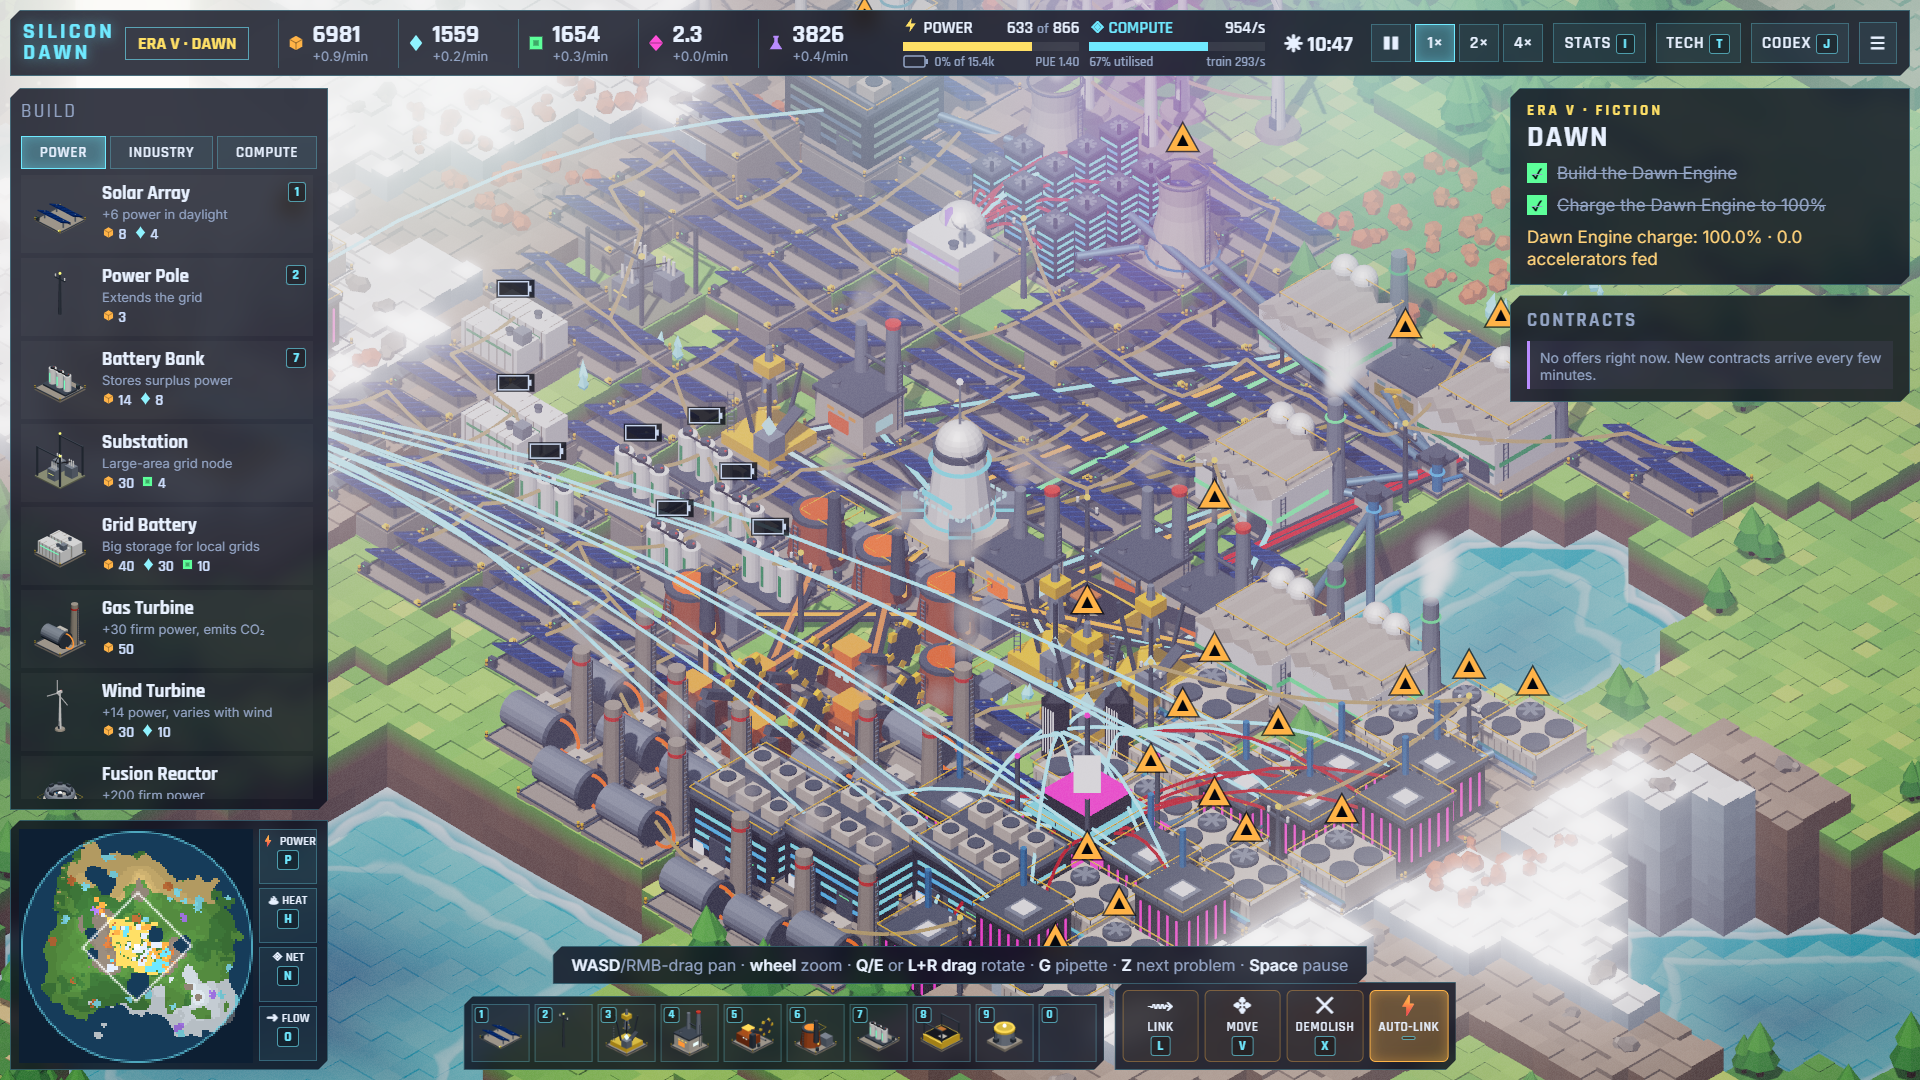 SILICON
DAWN
ERA V · DAWN
6981
+0.9/min
1559
+0.2/min
1654
+0.3/min
2.3
+0.0/min
3826
+0.4/min
POWER 633 of 866
0% of 15.4k PUE 1.40
COMPUTE 954/s
67% utilised train 293/s
10:47
1×
2×
4×
STATS I
TECH T
CODEX J
BUILD
POWER
INDUSTRY
COMPUTE
Solar Array 1
+6 power in daylight
8 4
Power Pole 2
Extends the grid
3
Battery Bank 7
Stores surplus power
14 8
Substation
Large-area grid node
30 4
Grid Battery
Big storage for local grids
40 30 10
Gas Turbine
+30 firm power, emits CO₂
50
Wind Turbine
+14 power, varies with wind
30 10
Fusion Reactor
+200 firm power
POWER
P
HEAT
H
NET
N
FLOW
O
ERA V · FICTION
DAWN
Build the Dawn Engine
Charge the Dawn Engine to 100%
Dawn Engine charge: 100.0% · 0.0
accelerators fed
CONTRACTS
No offers right now. New contracts arrive every few
minutes.
WASD/RMB-drag pan · wheel zoom · Q/E or L+R drag rotate · G pipette · Z next problem · Space pause
1 2 3 4 5 6 7 8 9 0
LINK
L
MOVE
V
DEMOLISH
X
AUTO-LINK